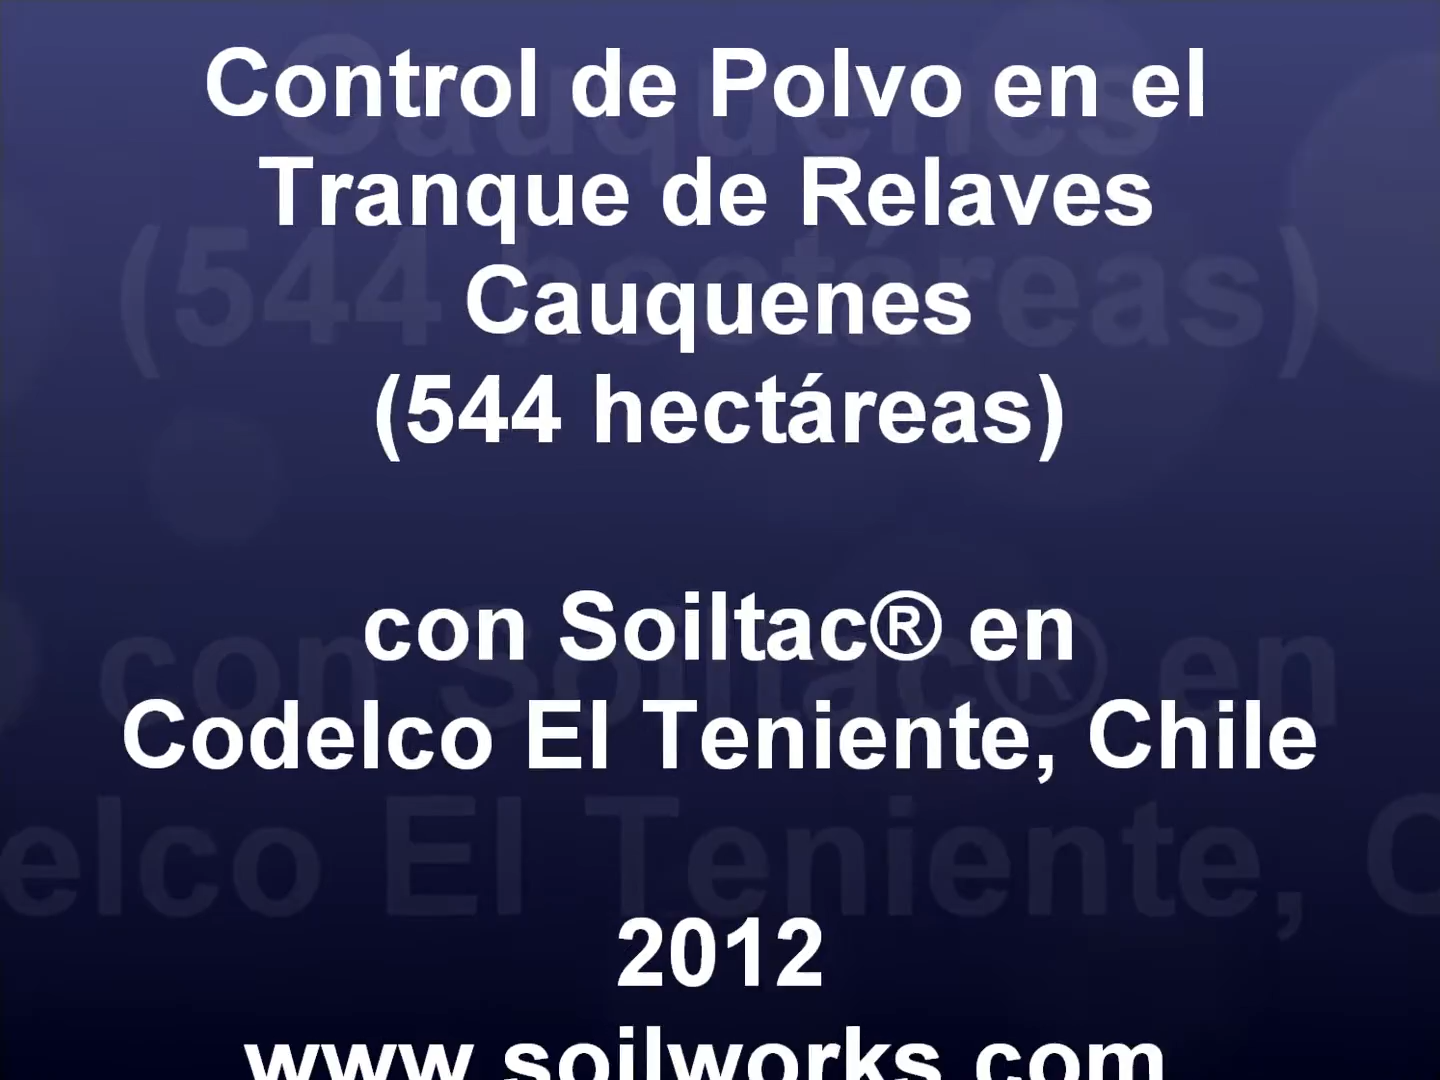 Control de Polvo en el
Tranque de Relaves
Cauquenes
(544 hectáreas)
con Soiltac® en
Codelco El Teniente, Chile
2012
www.soilworks.com